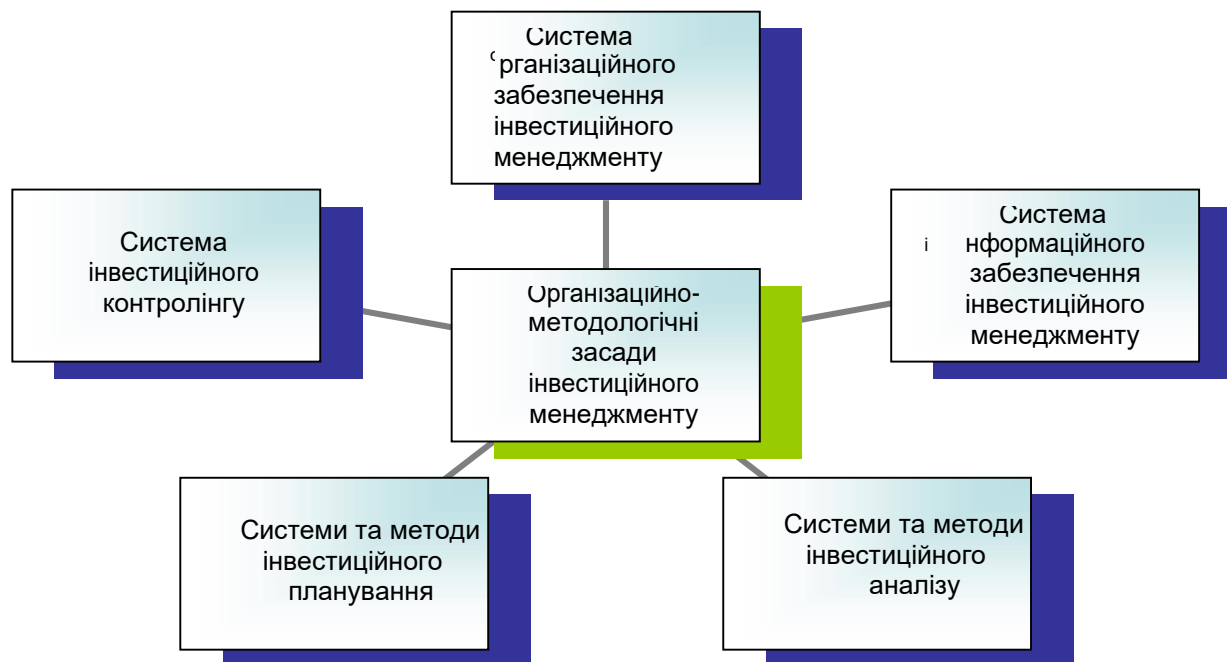 Система
організаційного
забезпечення
інвестиційного
менеджменту
Система
інвестиційного
контролінгу
Організаційно-
методологічні
засади
інвестиційного
менеджменту
Система
інформаційного
забезпечення
інвестиційного
менеджменту
Системи та методи
інвестиційного
планування
Системи та методи
інвестиційного
аналізу